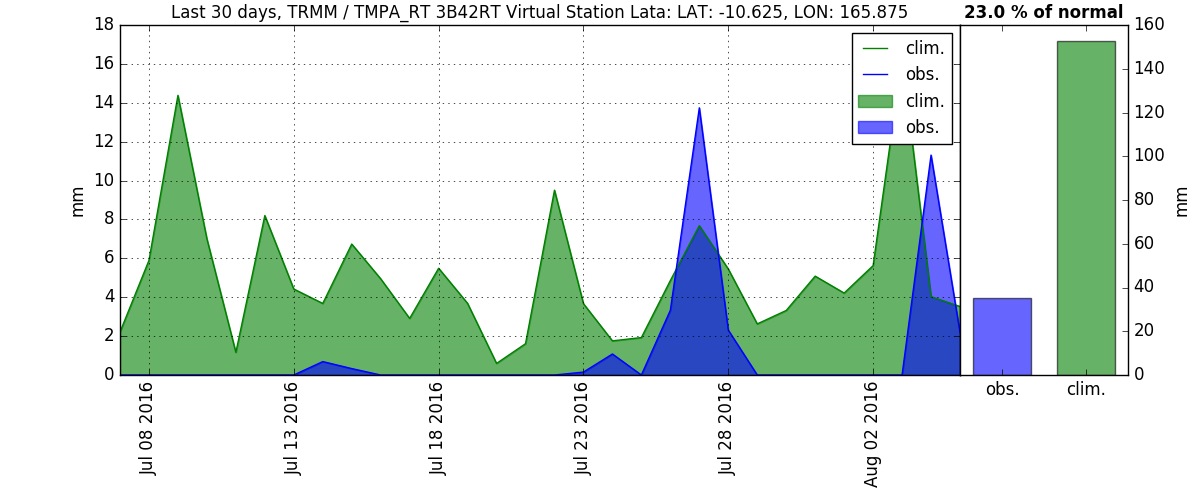 Last 30 days, TRMM / TMPA_RT 3B42RT Virtual Station Lata: LAT: -10.625, LON: 165.875
23.0 % of normal
18
16
14
12
10
8
6
4
2
0
mm
clim.
obs.
clim.
obs.
Jul 08 2016
Jul 13 2016
Jul 18 2016
Jul 23 2016
Jul 28 2016
Aug 02 2016
160
140
120
100
80
60
40
20
0
mm
obs.
clim.